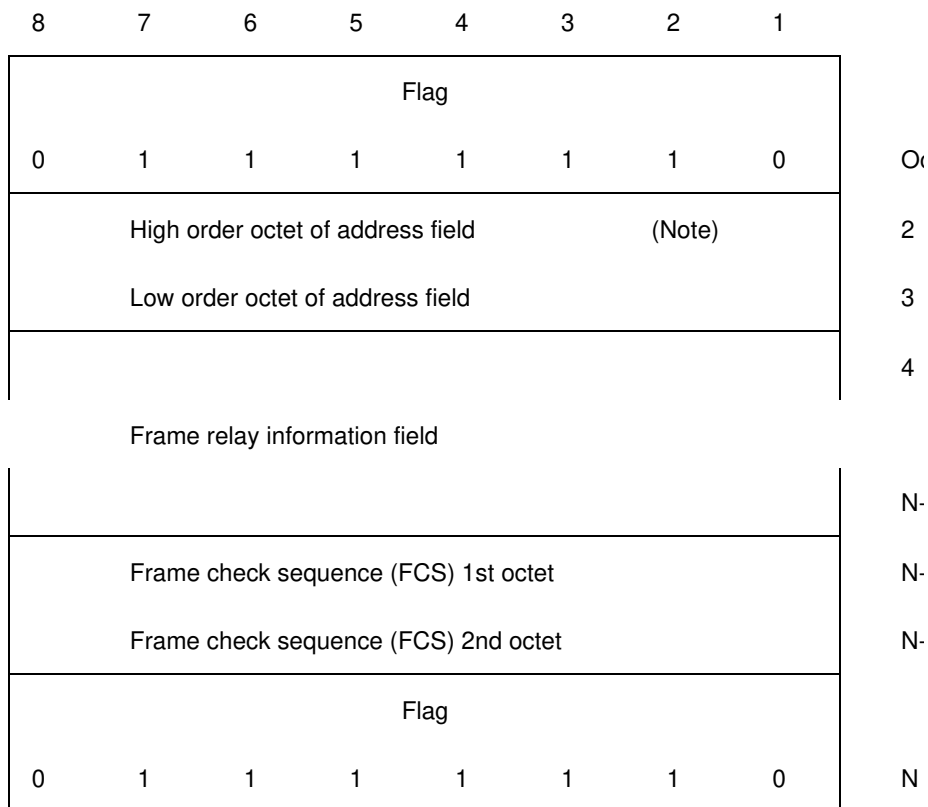 8 7 6 5 4 3 2 1
Flag
0 1 1 1 1 1 1 0
High order octet of address field (Note) 2
Low order octet of address field 3
4
Frame relay information field
N-
Frame check sequence (FCS) 1st octet N-
Frame check sequence (FCS) 2nd octet N-
Flag
0 1 1 1 1 1 1 0 N